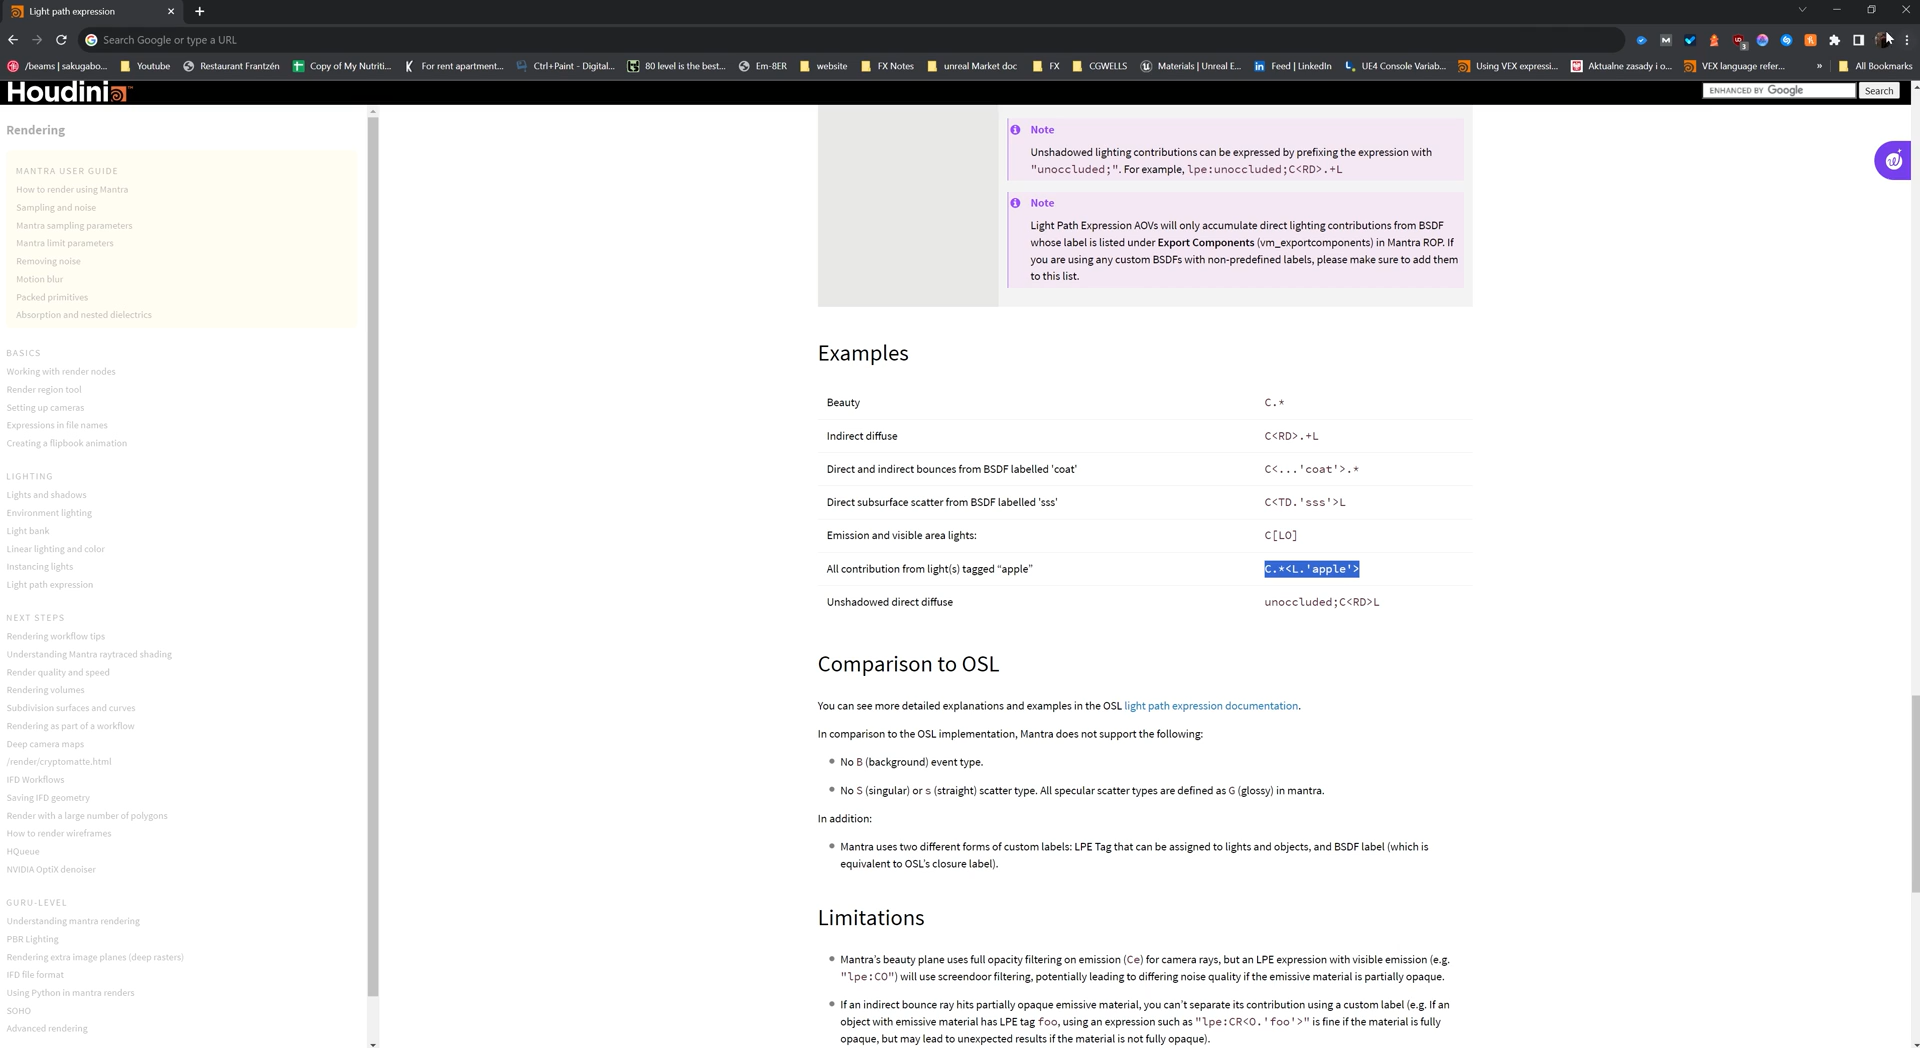 Light path expression
Search Google or type a URL
/beams | sakugabo...
Youtube
Restaurant Frantzén
Copy of My Nutriti...
For rent apartment...
Ctrl+Paint - Digital...
80 level is the best...
Em-8ER
website
FX Notes
unreal Market doc
FX
CGWELLS
Materials | Unreal E...
Feed | LinkedIn
UE4 Console Variab...
Using VEX expressi...
Aktualne zasady i o...
VEX language refer...
»
All Bookmarks
Houdini
ENHANCED BY Google
Search
Rendering
MANTRA USER GUIDE
How to render using Mantra
Sampling and noise
Mantra sampling parameters
Mantra limit parameters
Removing noise
Motion blur
Packed primitives
Absorption and nested dielectrics
BASICS
Working with render nodes
Render region tool
Setting up cameras
Expressions in file names
Creating a flipbook animation
LIGHTING
Lights and shadows
Environment lighting
Light bank
Linear lighting and color
Instancing lights
Light path expression
NEXT STEPS
Rendering workflow tips
Understanding Mantra raytraced shading
Render quality and speed
Rendering volumes
Subdivision surfaces and curves
Rendering as part of a workflow
Deep camera maps
/render/cryptomatte.html
IFD Workflows
Saving IFD geometry
Render with a large number of polygons
How to render wireframes
HQueue
NVIDIA OptiX denoiser
GURU-LEVEL
Understanding mantra rendering
PBR Lighting
Rendering extra image planes (deep rasters)
IFD file format
Using Python in mantra renders
SOHO
Advanced rendering
Note
Unshadowed lighting contributions can be expressed by prefixing the expression with
"unoccluded;". For example, lpe:unoccluded;C<RD>.+L
Note
Light Path Expression AOVs will only accumulate direct lighting contributions from BSDF
whose label is listed under Export Components (vm_exportcomponents) in Mantra ROP. If
you are using any custom BSDFs with non-predefined labels, please make sure to add them
to this list.
Examples
Beauty C.*
Indirect diffuse C<RD>.+L
Direct and indirect bounces from BSDF labelled 'coat' C<...'coat'>.*
Direct subsurface scatter from BSDF labelled 'sss' C<TD.'sss'>L
Emission and visible area lights: C[LO]
All contribution from light(s) tagged “apple” C.*<L.'apple'>
Unshadowed direct diffuse unoccluded;C<RD>L
Comparison to OSL
You can see more detailed explanations and examples in the OSL light path expression documentation.
In comparison to the OSL implementation, Mantra does not support the following:
No B (background) event type.
No S (singular) or s (straight) scatter type. All specular scatter types are defined as G (glossy) in mantra.
In addition:
Mantra uses two different forms of custom labels: LPE Tag that can be assigned to lights and objects, and BSDF label (which is
equivalent to OSL’s closure label).
Limitations
Mantra’s beauty plane uses full opacity filtering on emission (Ce) for camera rays, but an LPE expression with visible emission (e.g.
"lpe:CO") will use screendoor filtering, potentially leading to differing noise quality if the emissive material is partially opaque.
If an indirect bounce ray hits partially opaque emissive material, you can’t separate its contribution using a custom label (e.g. If an
object with emissive material has LPE tag foo, using an expression such as "lpe:CR<O.'foo'>" is fine if the material is fully
opaque, but may lead to unexpected results if the material is not fully opaque).